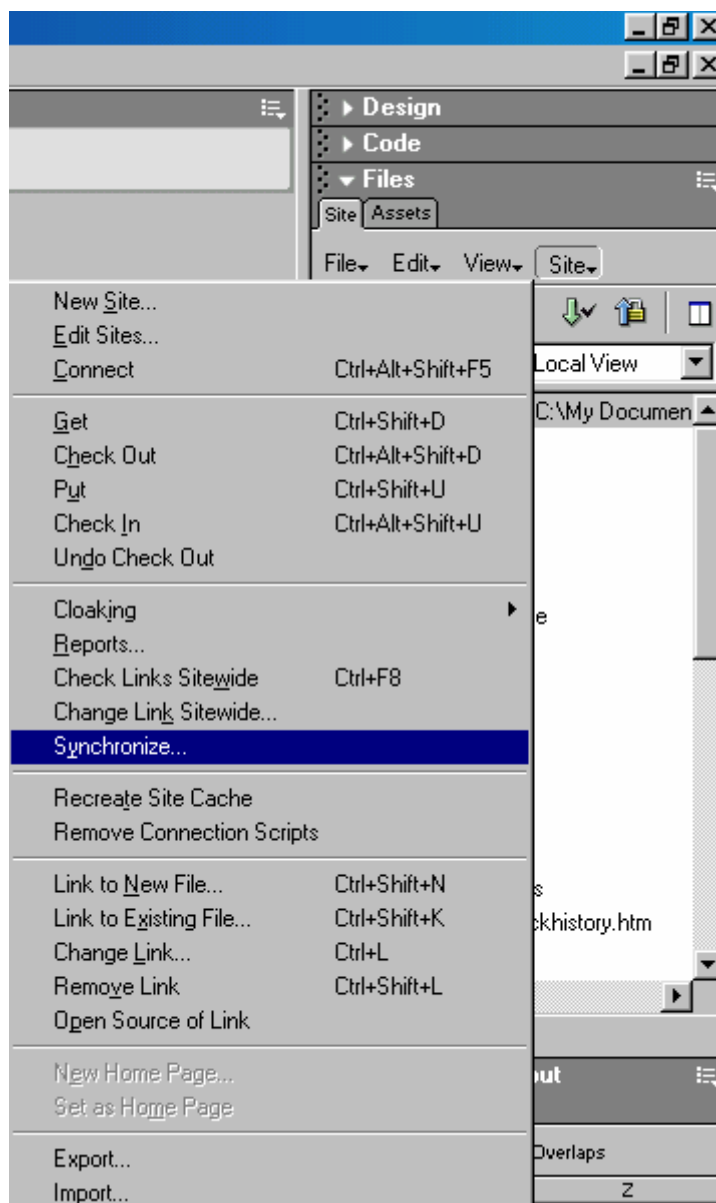 Design
Code
Files
Site Assets
File Edit View Site
New Site...
Edit Sites...
Connect Ctrl+Alt+Shift+F5
Local View
Get Ctrl+Shift+D
C:\My Documen
Check Out Ctrl+Alt+Shift+D
Put Ctrl+Shift+U
Check In Ctrl+Alt+Shift+U
Undo Check Out
Cloaking
e
Reports...
Check Links Sitewide Ctrl+F8
Change Link Sitewide...
Synchronize...
Recreate Site Cache
Remove Connection Scripts
Link to New File... Ctrl+Shift+N
s
Link to Existing File... Ctrl+Shift+K
ckhistory.htm
Change Link... Ctrl+L
Remove Link Ctrl+Shift+L
Open Source of Link
New Home Page...
out
Set as Home Page
Export...
Overlaps
Import...
Z